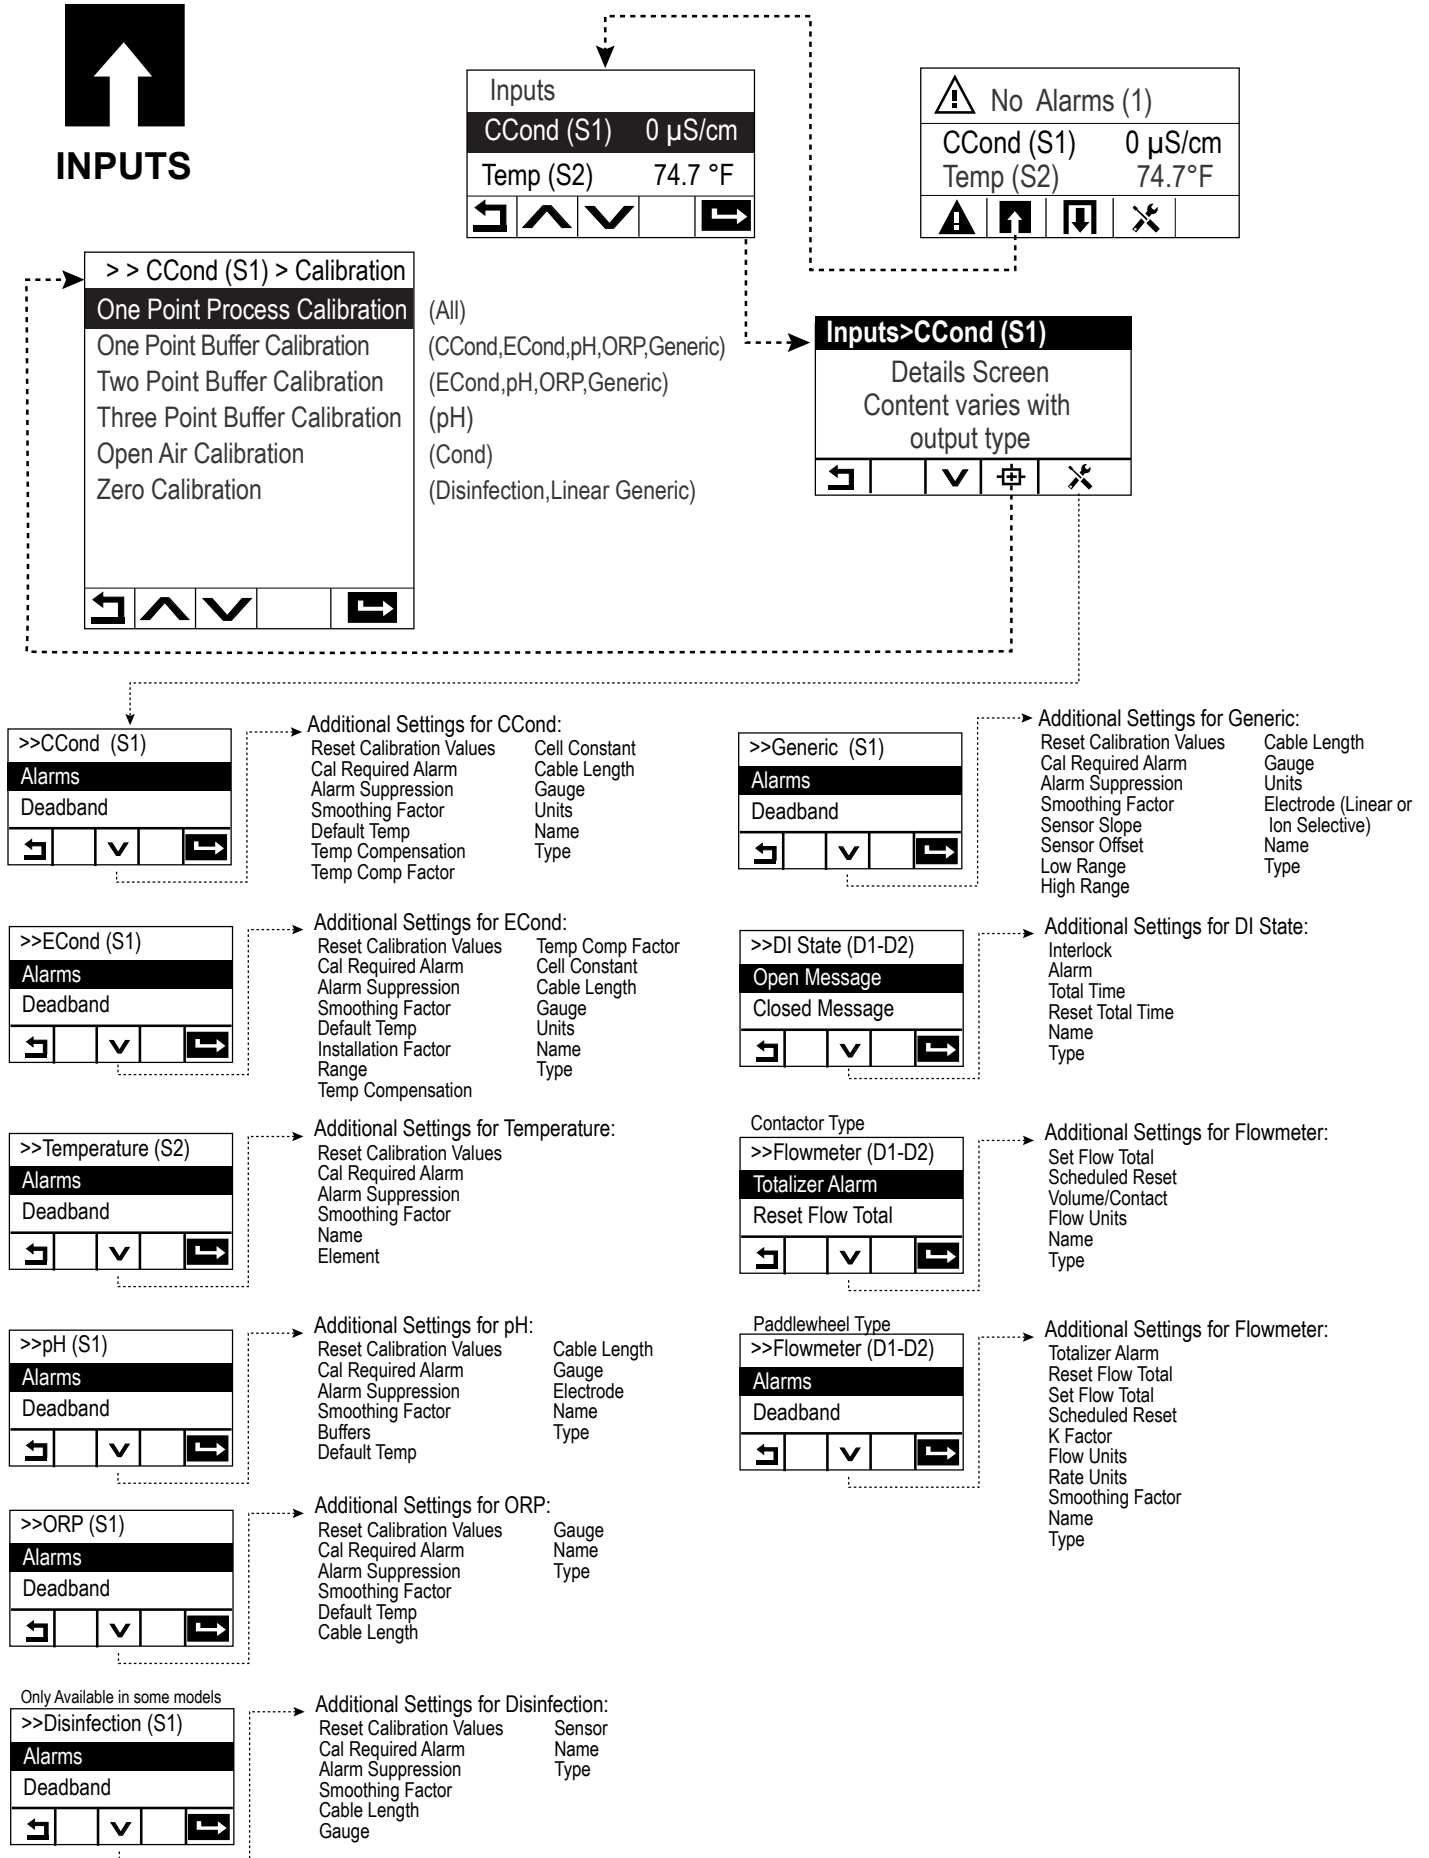 INPUTS
Inputs
CCond (S1) 0 µS/cm
Temp (S2) 74.7 °F
No Alarms (1)
CCond (S1) 0 µS/cm
Temp (S2) 74.7°F
> > CCond (S1) > Calibration
One Point Process Calibration (All)
One Point Buffer Calibration (CCond,ECond,pH,ORP,Generic)
Two Point Buffer Calibration (ECond,pH,ORP,Generic)
Three Point Buffer Calibration (pH)
Open Air Calibration (Cond)
Zero Calibration (Disinfection,Linear Generic)
Inputs>CCond (S1)
Details Screen
Content varies with
output type
>>CCond (S1)
Alarms
Deadband
Additional Settings for CCond:
Reset Calibration Values
Cal Required Alarm
Alarm Suppression
Smoothing Factor
Default Temp
Temp Compensation
Temp Comp Factor
Cell Constant
Cable Length
Gauge
Units
Name
Type
>>ECond (S1)
Alarms
Deadband
Additional Settings for ECond:
Reset Calibration Values
Cal Required Alarm
Alarm Suppression
Smoothing Factor
Default Temp
Installation Factor
Range
Temp Compensation
Temp Comp Factor
Cell Constant
Cable Length
Gauge
Units
Name
Type
>>Temperature (S2)
Alarms
Deadband
Additional Settings for Temperature:
Reset Calibration Values
Cal Required Alarm
Alarm Suppression
Smoothing Factor
Name
Element
>>pH (S1)
Alarms
Deadband
Additional Settings for pH:
Reset Calibration Values
Cal Required Alarm
Alarm Suppression
Smoothing Factor
Buffers
Default Temp
Cable Length
Gauge
Electrode
Name
Type
>>ORP (S1)
Alarms
Deadband
Additional Settings for ORP:
Reset Calibration Values
Cal Required Alarm
Alarm Suppression
Smoothing Factor
Default Temp
Cable Length
Gauge
Name
Type
Only Available in some models
>>Disinfection (S1)
Alarms
Deadband
Additional Settings for Disinfection:
Reset Calibration Values
Cal Required Alarm
Alarm Suppression
Smoothing Factor
Cable Length
Gauge
Sensor
Name
Type
>>Generic (S1)
Alarms
Deadband
Additional Settings for Generic:
Reset Calibration Values
Cal Required Alarm
Alarm Suppression
Smoothing Factor
Sensor Slope
Sensor Offset
Low Range
High Range
Cable Length
Gauge
Units
Electrode (Linear or
Ion Selective)
Name
Type
>>DI State (D1-D2)
Open Message
Closed Message
Additional Settings for DI State:
Interlock
Alarm
Total Time
Reset Total Time
Name
Type
Contactor Type
>>Flowmeter (D1-D2)
Totalizer Alarm
Reset Flow Total
Additional Settings for Flowmeter:
Set Flow Total
Scheduled Reset
Volume/Contact
Flow Units
Name
Type
Paddlewheel Type
>>Flowmeter (D1-D2)
Alarms
Deadband
Additional Settings for Flowmeter:
Totalizer Alarm
Reset Flow Total
Set Flow Total
Scheduled Reset
K Factor
Flow Units
Rate Units
Smoothing Factor
Name
Type